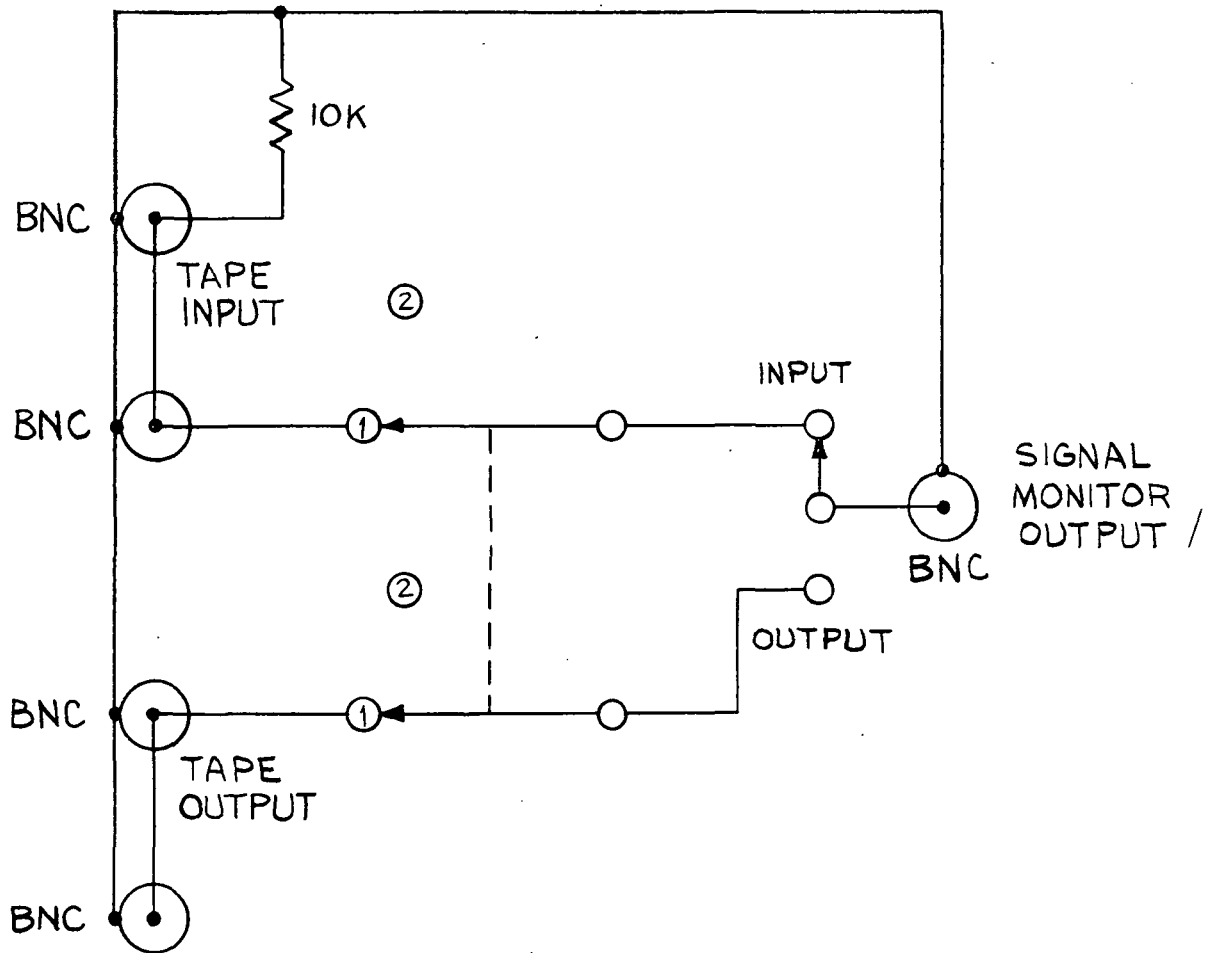 10K
BNC
TAPE
INPUT
②
BNC
①
INPUT
SIGNAL
MONITOR
OUTPUT /
BNC
②
OUTPUT
BNC
①
TAPE
OUTPUT
BNC